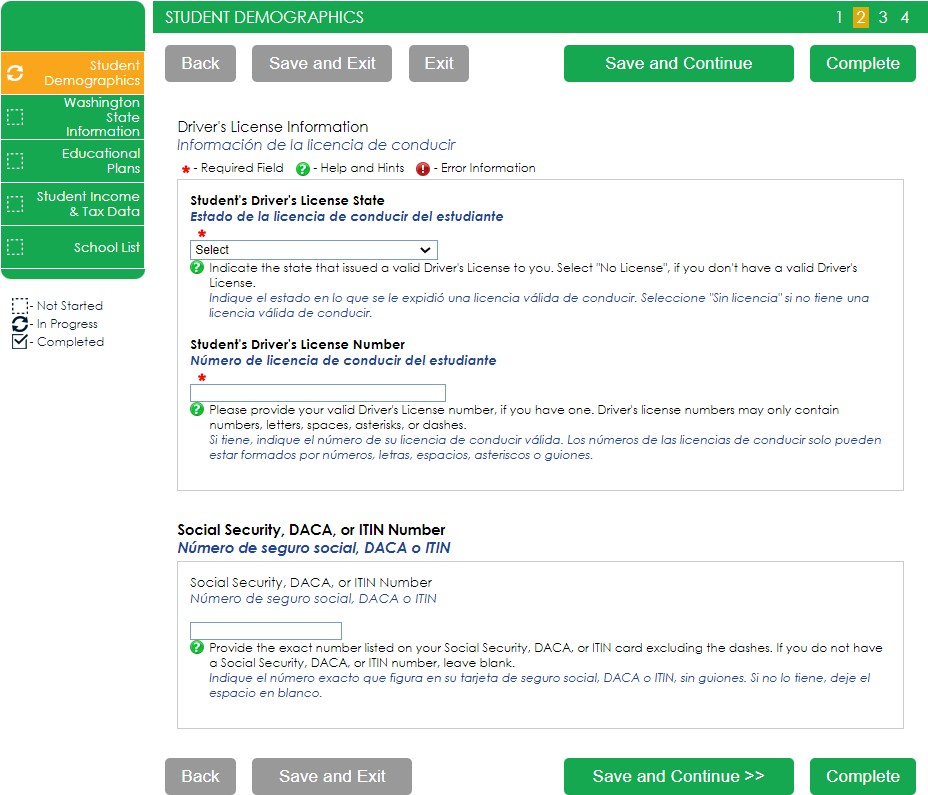 STUDENT DEMOGRAPHICS
1 2 3 4
Back
Save and Exit
Exit
Save and Continue
Complete
Student
Demographics
Washington
State
Information
Educational
Plans
Student Income
& Tax Data
School List
- Not Started
- In Progress
- Completed
Driver's License Information
Información de la licencia de conducir
* - Required Field ? - Help and Hints ! - Error Information
Student's Driver's License State
Estado de la licencia de conducir del estudiante
*
Select
? Indicate the state that issued a valid Driver's License to you. Select "No License", if you don't have a valid Driver's
License.
Indique el estado en lo que se le expidió una licencia válida de conducir. Seleccione "Sin licencia" si no tiene una
licencia válida de conducir.
Student's Driver's License Number
Número de licencia de conducir del estudiante
*
? Please provide your valid Driver's License number, if you have one. Driver's license numbers may only contain
numbers, letters, spaces, asterisks, or dashes.
Si tiene, indique el número de su licencia de conducir válida. Los números de las licencias de conducir solo pueden
estar formados por números, letras, espacios, asteriscos o guiones.
Social Security, DACA, or ITIN Number
Número de seguro social, DACA o ITIN
Social Security, DACA, or ITIN Number
Número de seguro social, DACA o ITIN
? Provide the exact number listed on your Social Security, DACA, or ITIN card excluding the dashes. If you do not have
a Social Security, DACA, or ITIN number, leave blank.
Indique el número exacto que figura en su tarjeta de seguro social, DACA o ITIN, sin guiones. Si no lo tiene, deje el
espacio en blanco.
Back
Save and Exit
Save and Continue >>
Complete